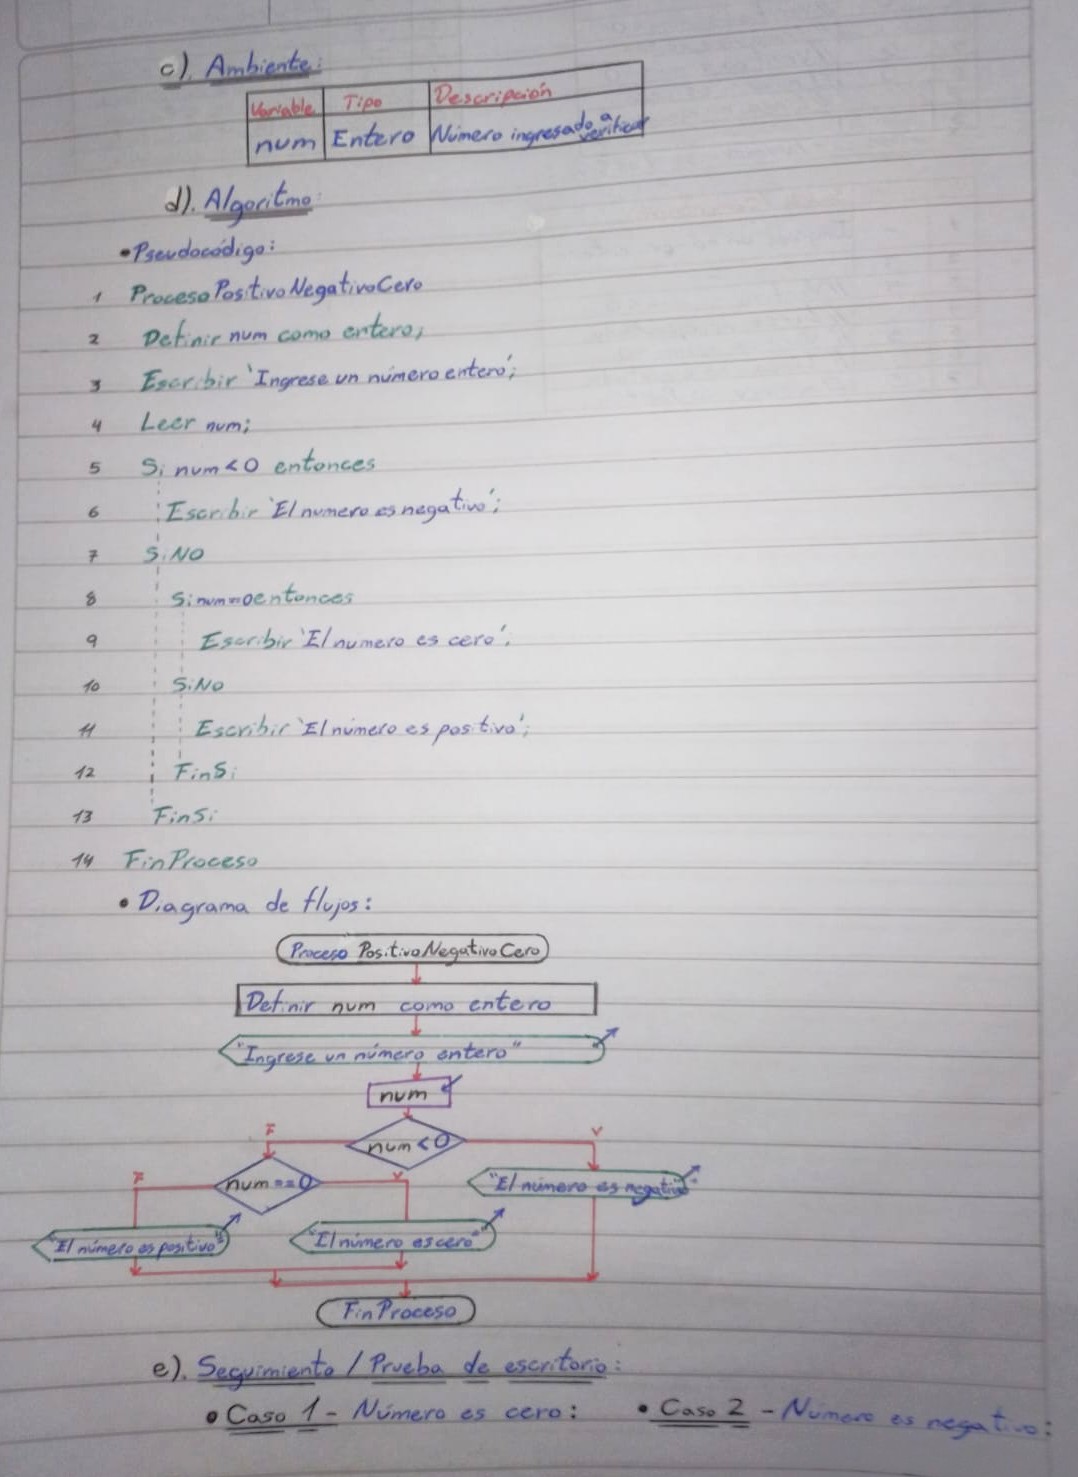 c). Ambiente:
Variable Tipo Descripción
num Entero Número ingresado a verificar
d). Algoritmo:
•Pseudocódigo:
1 Proceso PositivoNegativoCero
2 Definir num como entero;
3 Escribir 'Ingrese un número entero';
4 Leer num;
5 Si num<0 entonces
6 Escribir 'El numero es negativo';
7 SiNO
8 Si num=0 entonces
9 Escribir 'El numero es cero';
10 SiNo
11 Escribir 'El número es positivo';
12 FinSi
13 FinSi
14 FinProceso
• Diagrama de flujos:
Proceso PositivoNegativoCero
Definir num como entero
"Ingrese un número entero"
num
F num<0 V
F num==0 V "El número es negativo"
"El número es positivo" "El número es cero"
FinProceso
e). Seguimiento / Prueba de escritorio:
• Caso 1 - Número es cero: • Caso 2 - Número es negativo: